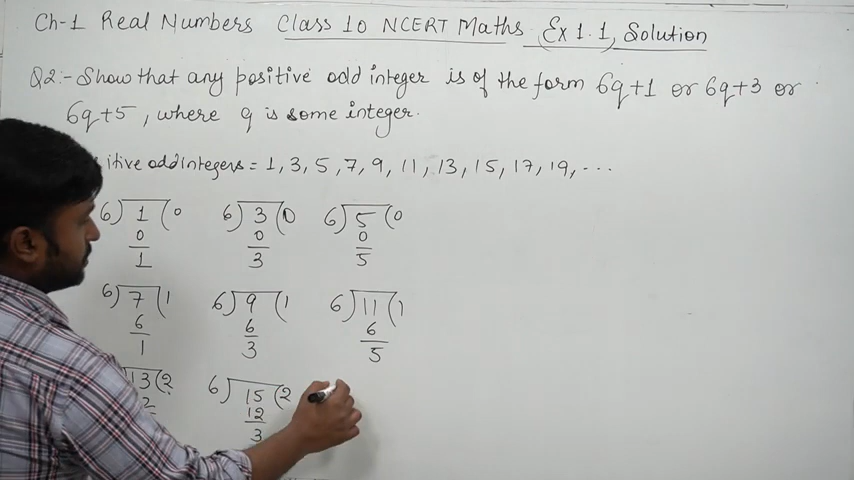 Ch-1 Real Numbers Class 10 NCERT Maths Ex 1.1, Solution
Q2:- Show that any positive odd integer is of the form 6q+1 or 6q+3 or
6q+5, where q is some integer.
itive odd integers = 1, 3, 5, 7, 9, 11, 13, 15, 17, 19, ...
6) 1 (0 6) 3 (0 6) 5 (0
0 0 0
1 3 5
6) 7 (1 6) 9 (1 6) 11 (1
6 6 6
1 3 5
13 (2 6) 15 (2
2 12
3